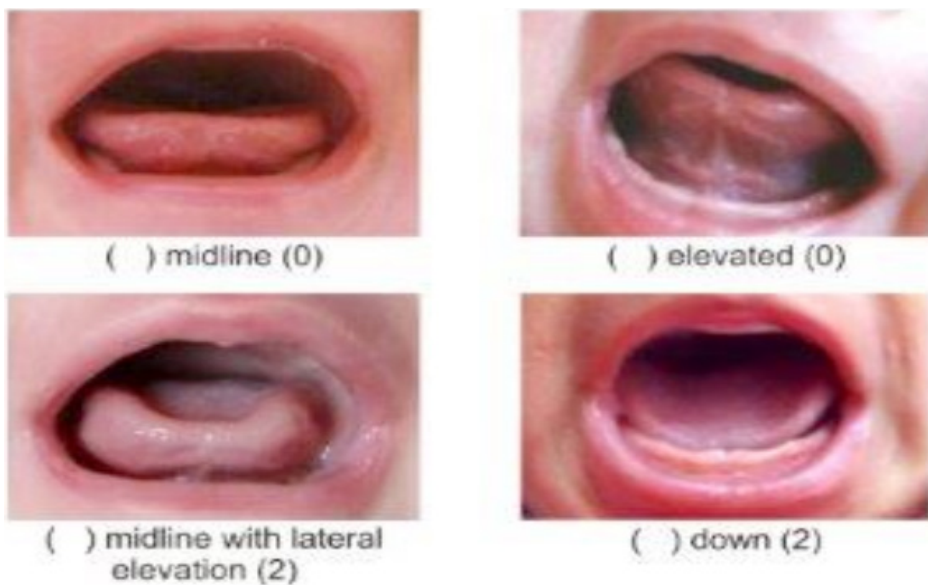 ( ) midline (0)
( ) elevated (0)
( ) midline with lateral
elevation (2)
( ) down (2)